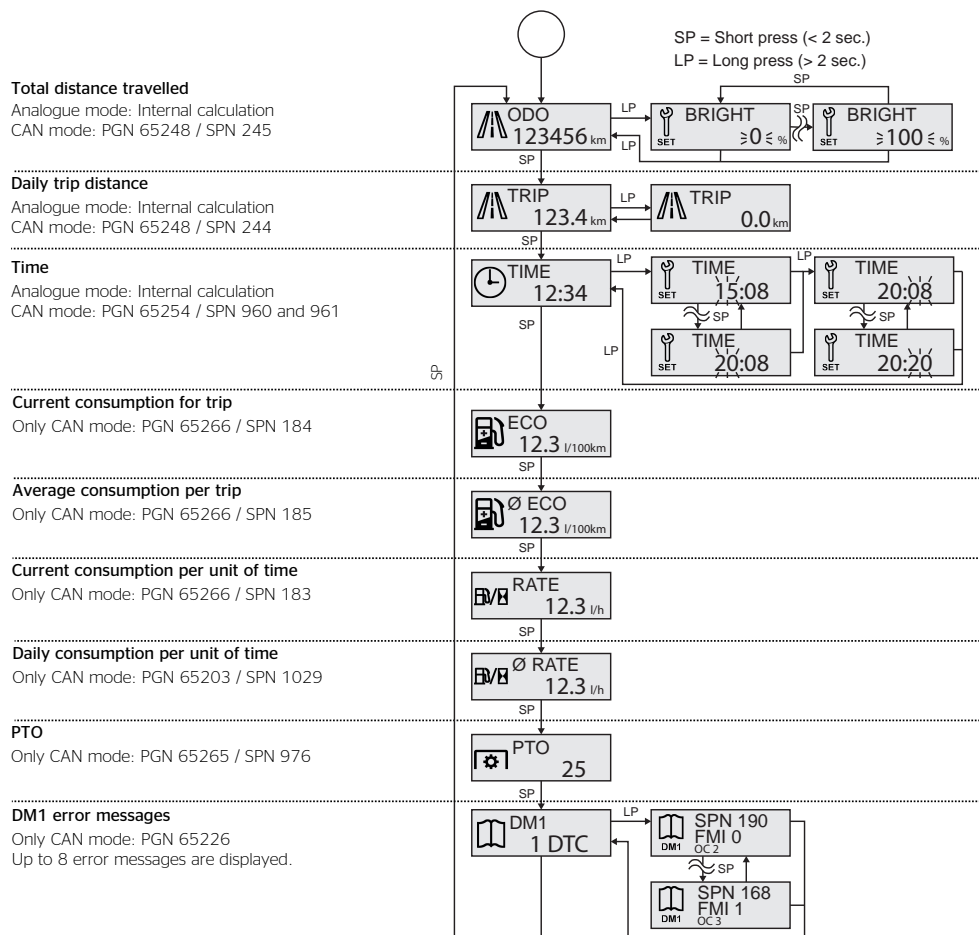 SP = Short press (< 2 sec.)
LP = Long press (> 2 sec.)
Total distance travelled
Analogue mode: Internal calculation
CAN mode: PGN 65248 / SPN 245
SP
ODO
123456 km
LP
LP
BRIGHT
SET
0 %
SP
BRIGHT
SET
100 %
SP
Daily trip distance
Analogue mode: Internal calculation
CAN mode: PGN 65248 / SPN 244
TRIP
123.4 km
LP
TRIP
0.0 km
SP
Time
Analogue mode: Internal calculation
CAN mode: PGN 65254 / SPN 960 and 961
TIME
12:34
LP
TIME
SET
15:08
LP
TIME
SET
20:08
SP
SP
SP
TIME
SET
20:08
TIME
SET
20:20
LP
SP
Current consumption for trip
Only CAN mode: PGN 65266 / SPN 184
ECO
12.3 l/100km
SP
Average consumption per trip
Only CAN mode: PGN 65266 / SPN 185
Ø ECO
12.3 l/100km
SP
Current consumption per unit of time
Only CAN mode: PGN 65266 / SPN 183
RATE
12.3 l/h
SP
Daily consumption per unit of time
Only CAN mode: PGN 65203 / SPN 1029
Ø RATE
12.3 l/h
SP
PTO
Only CAN mode: PGN 65265 / SPN 976
PTO
25
SP
DM1 error messages
Only CAN mode: PGN 65226
Up to 8 error messages are displayed.
DM1
1 DTC
LP
SPN 190
FMI 0
DM1
OC 2
SP
SPN 168
FMI 1
DM1
OC 3